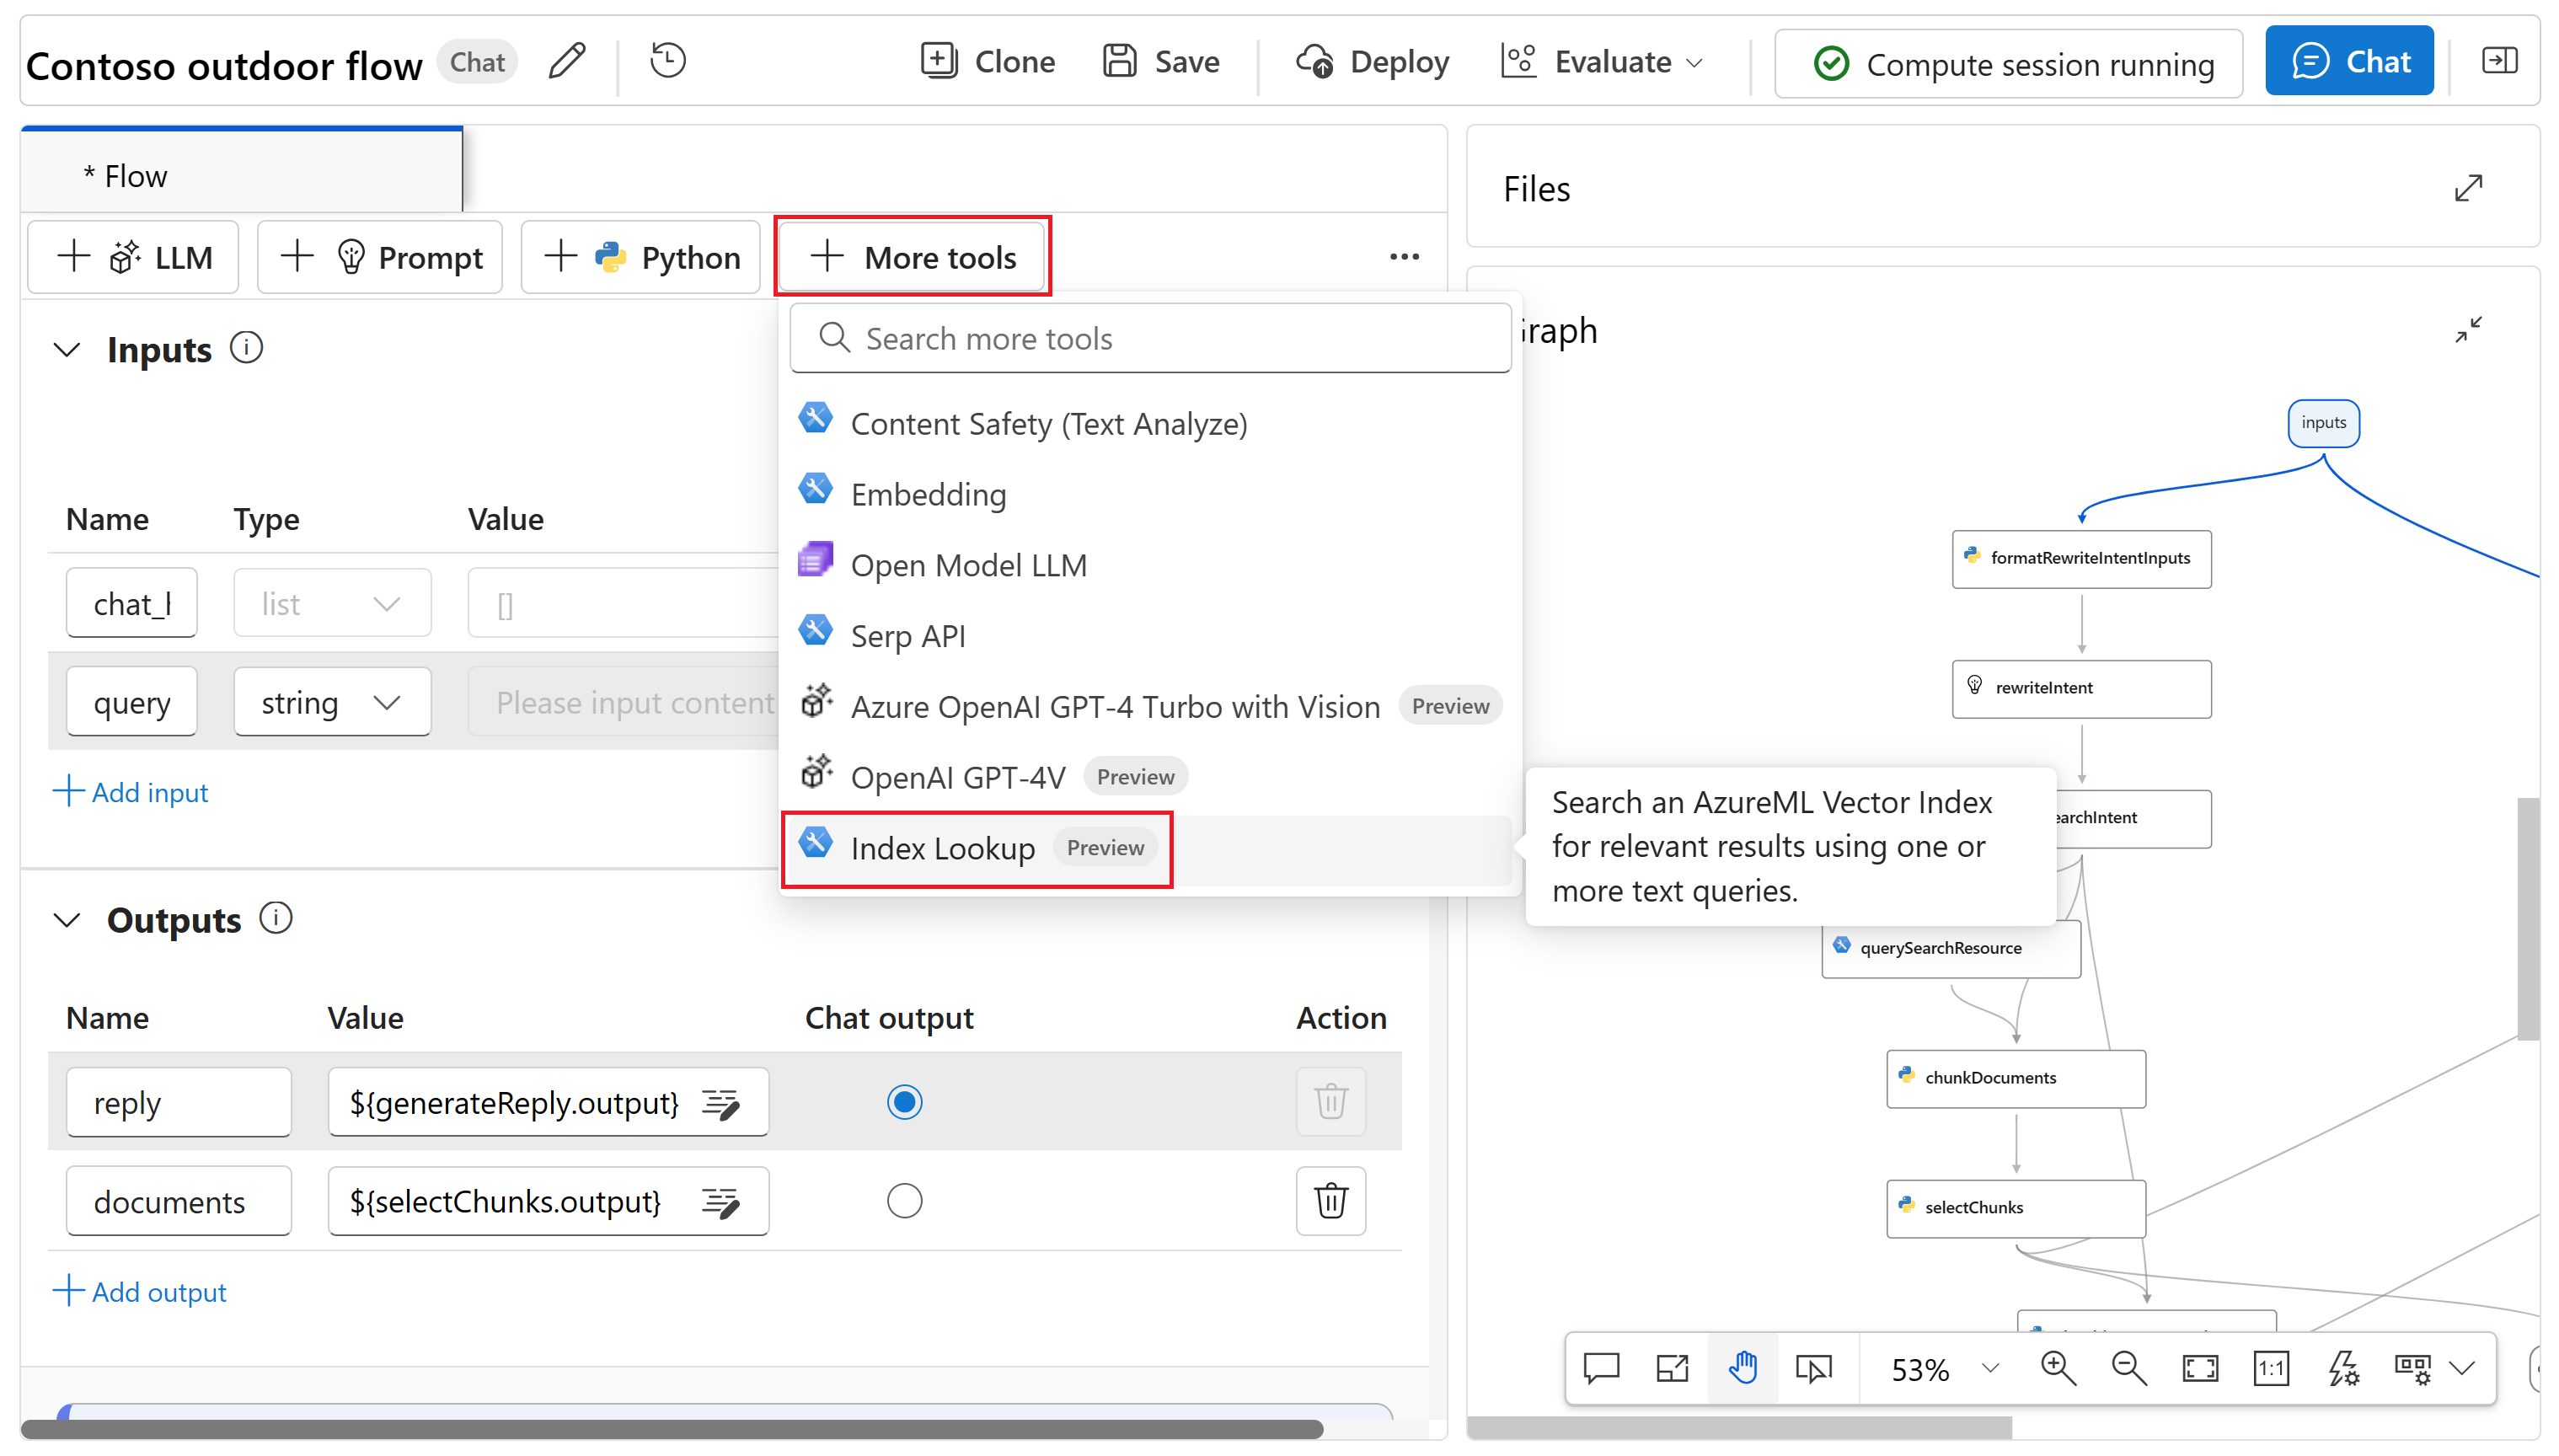 Contoso outdoor flow
Chat
Clone
Save
Deploy
Evaluate
Compute session running
Chat
* Flow
LLM
Prompt
Python
More tools
Search more tools
Content Safety (Text Analyze)
Embedding
Open Model LLM
Serp API
Azure OpenAI GPT-4 Turbo with Vision Preview
OpenAI GPT-4V Preview
Index Lookup Preview
Search an AzureML Vector Index
for relevant results using one or
more text queries.
Inputs
Name Type Value
chat_ list []
query string Please input content
Add input
Outputs
Name Value Chat output Action
reply ${generateReply.output}
documents ${selectChunks.output}
Add output
Files
raph
inputs
formatRewriteIntentInputs
rewriteIntent
earchIntent
querySearchResource
chunkDocuments
selectChunks
53%
1:1